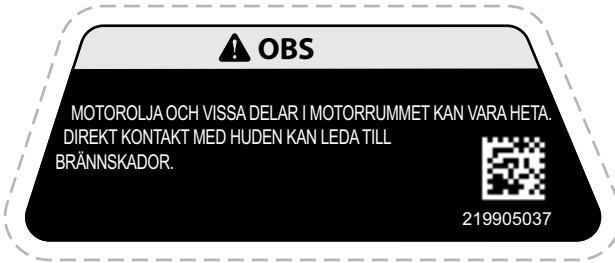 OBS
MOTOROLJA OCH VISSA DELAR I MOTORRUMMET KAN VARA HETA.
DIREKT KONTAKT MED HUDEN KAN LEDA TILL
BRÄNNSKADOR.
219905037